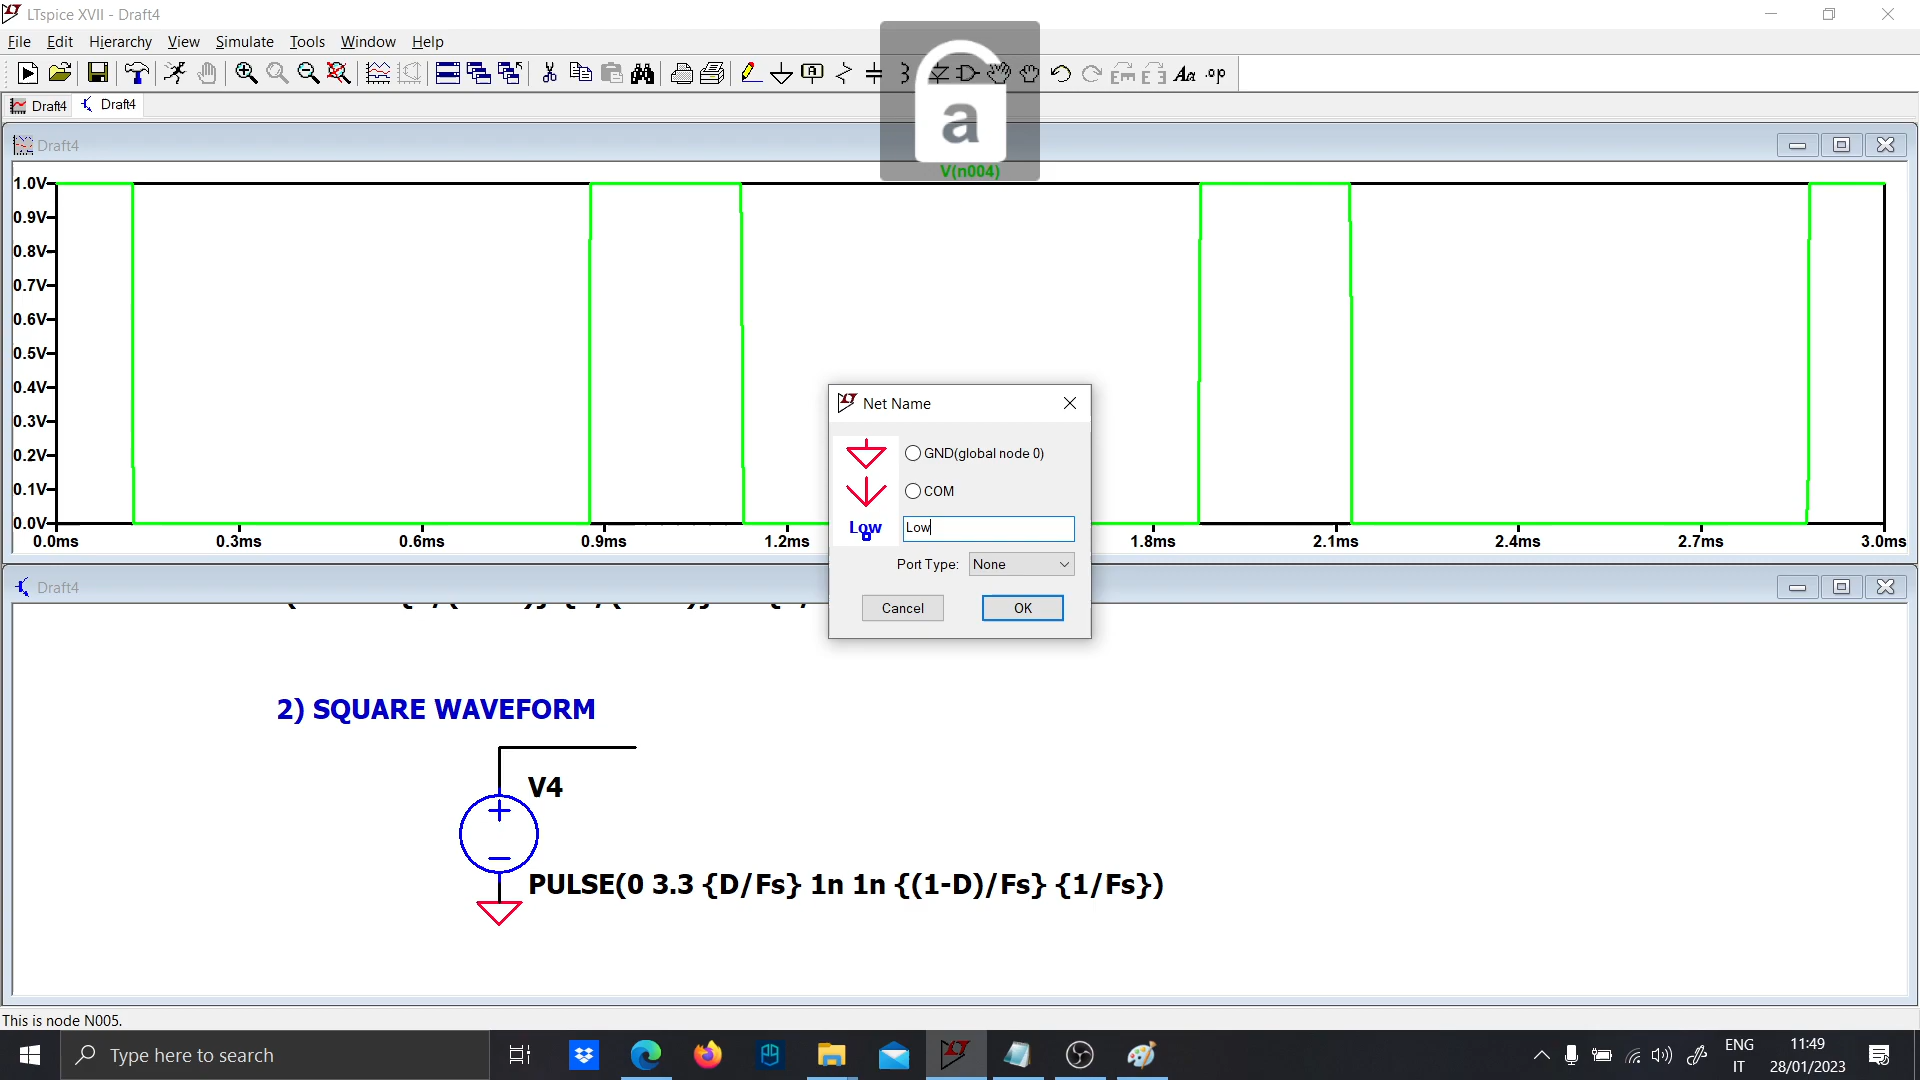 LTspice XVII - Draft4
File Edit Hierarchy View Simulate Tools Window Help
Aa .op
Draft4 Draft4
a
Draft4
V(n004)
1.0V
0.9V
0.8V
0.7V
0.6V
0.5V
0.4V
0.3V
0.2V
0.1V
0.0V
0.0ms 0.3ms 0.6ms 0.9ms 1.2ms 1.8ms 2.1ms 2.4ms 2.7ms 3.0ms
Net Name
GND(global node 0)
COM
Low Low
Port Type: None
Cancel OK
Draft4
2) SQUARE WAVEFORM
V4
PULSE(0 3.3 {D/Fs} 1n 1n {(1-D)/Fs} {1/Fs})
This is node N005.
Type here to search
ENG
IT
11:49
28/01/2023